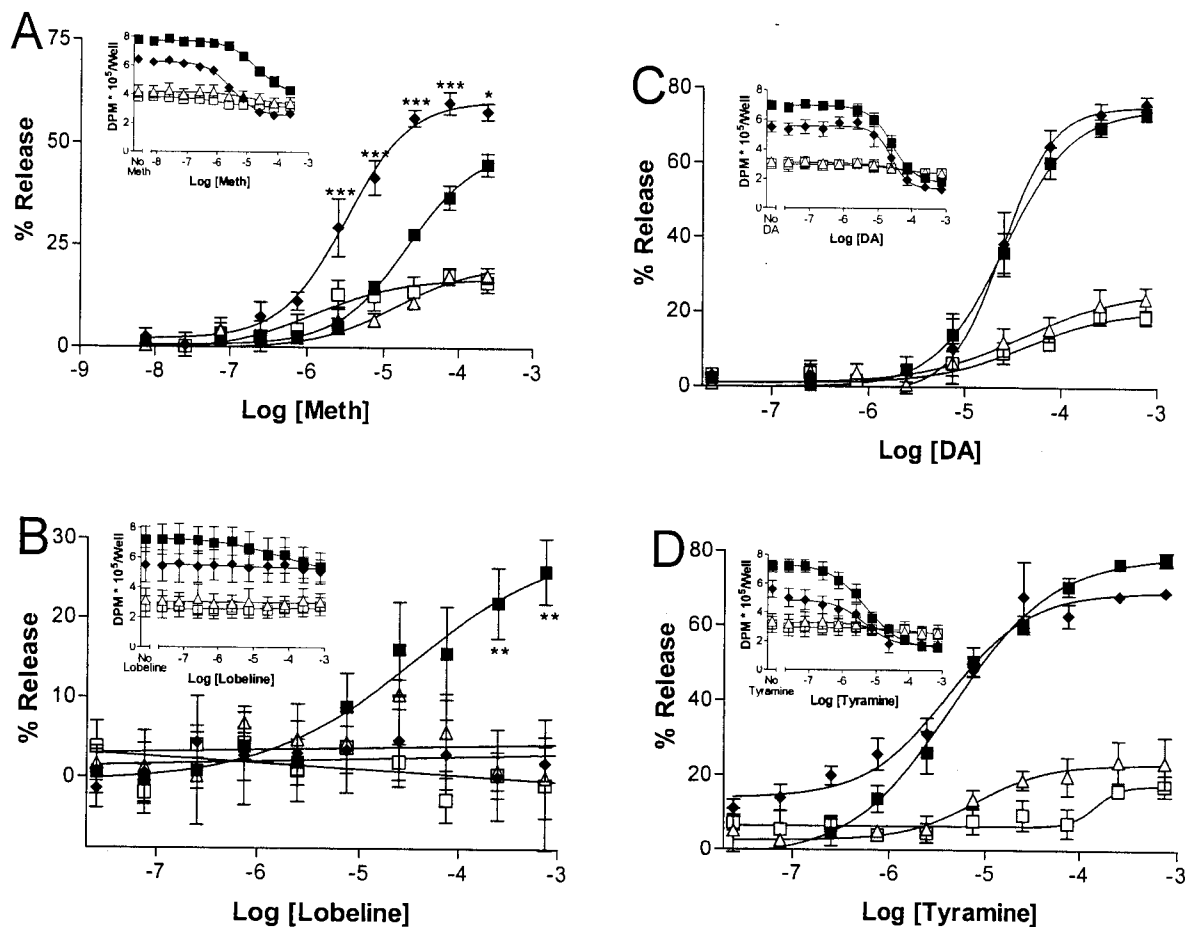 A
% Release
75
50
25
0
-9 -8 -7 -6 -5 -4 -3
Log [Meth]
*** *** *** *** *
DPM * 10⁵/Well
8
6
4
2
0
No Meth
-8 -7 -6 -5 -4 -3
Log [Meth]
C
% Release
80
60
40
20
0
-7 -6 -5 -4 -3
Log [DA]
DPM * 10⁵/Well
8
6
4
2
0
No DA
-7 -6 -5 -4 -3
Log [DA]
B
% Release
30
20
10
0
-7 -6 -5 -4 -3
Log [Lobeline]
** **
DPM * 10⁵/Well
8
6
4
2
0
No Lobeline
-7 -6 -5 -4 -3
Log [Lobeline]
D
% Release
80
60
40
20
0
-7 -6 -5 -4 -3
Log [Tyramine]
DPM * 10⁵/Well
8
6
4
2
0
No Tyramine
-7 -6 -5 -4 -3
Log [Tyramine]